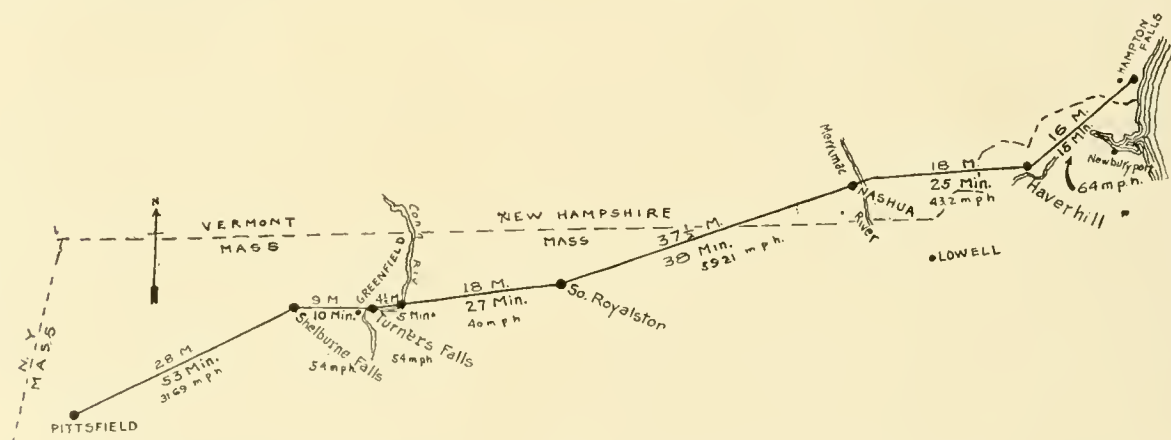 N
VERMONT
MASS
NEW HAMPSHIRE
MASS
N.Y.
MASS
PITTSFIELD
28 M.
53 Min.
31 69 mph
Shelburne Falls
9 M
10 Min.
54 mph
GREENFIELD
Turners Falls
Conn Riv
4½ M
5 Min.
54 mph
18 M.
27 Min.
40 mph
So. Royalston
37½ M.
38 Min.
59 21 mph.
Merrimac
River
NASHUA
LOWELL
18 M
25 Min.
43.2 mph
Haverhill
16 M.
15 Min.
64 m.p.h.
Newburyport
HAMPTON
FALLS